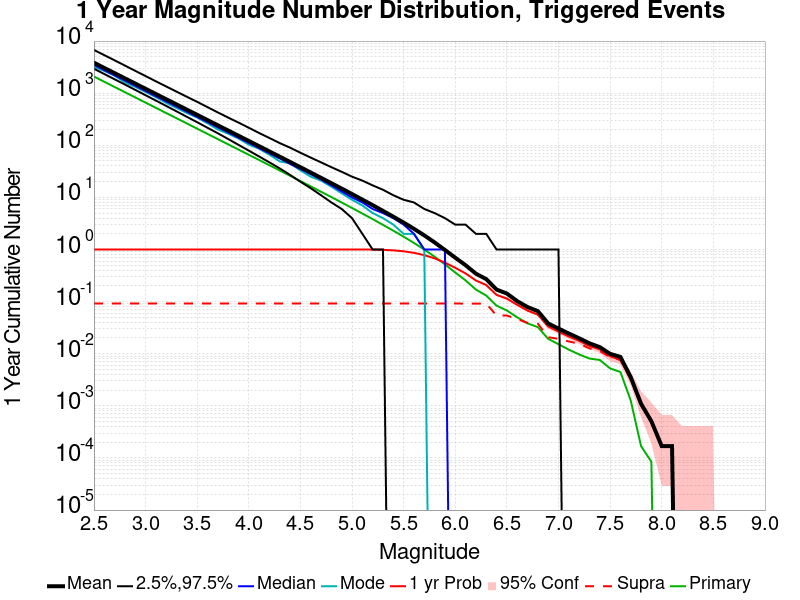 1 Year Magnitude Number Distribution, Triggered Events
1 Year Cumulative Number
10^4
10^3
10^2
10^1
10^0
10^-1
10^-2
10^-3
10^-4
10^-5
2.5 3.0 3.5 4.0 4.5 5.0 5.5 6.0 6.5 7.0 7.5 8.0 8.5 9.0
Magnitude
Mean 2.5%,97.5% Median Mode 1 yr Prob 95% Conf Supra Primary